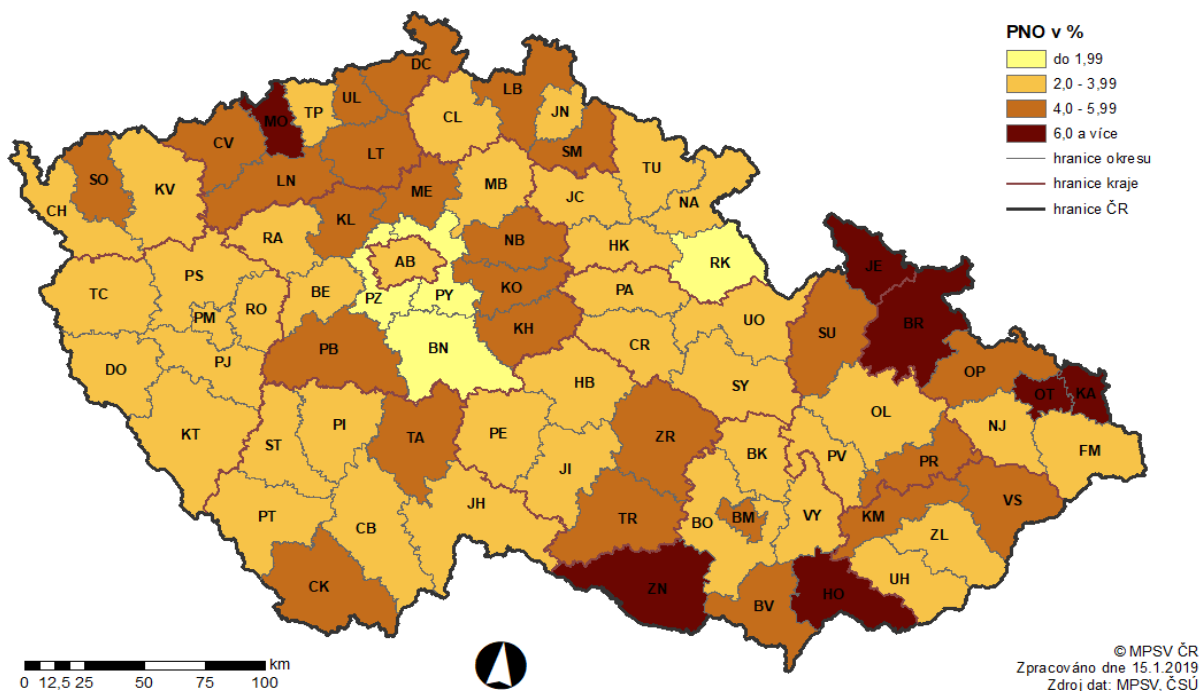 PNO v %
do 1,99
2,0 - 3,99
4,0 - 5,99
6,0 a více
hranice okresu
hranice kraje
hranice ČR
DC
UL
LB
TP
MO
CL
JN
CV
LT
SM
SO
KV
LN
ME
MB
TU
CH
JC
NA
KL
RA
NB
HK
AB
RK
JE
PS
TC
BE
PZ
PY
KO
PA
RO
PM
UO
BR
SU
KH
PB
BN
CR
PJ
DO
OP
HB
SY
OT
KA
OL
KT
ST
PI
TA
PE
ZR
NJ
FM
BK
PV
PR
JI
VS
PT
CB
JH
TR
BO
BM
VY
KM
ZL
UH
CK
ZN
BV
HO
km
0 12,5 25 50 75 100
© MPSV ČR
Zpracováno dne 15.1.2019
Zdroj dat: MPSV, ČSÚ